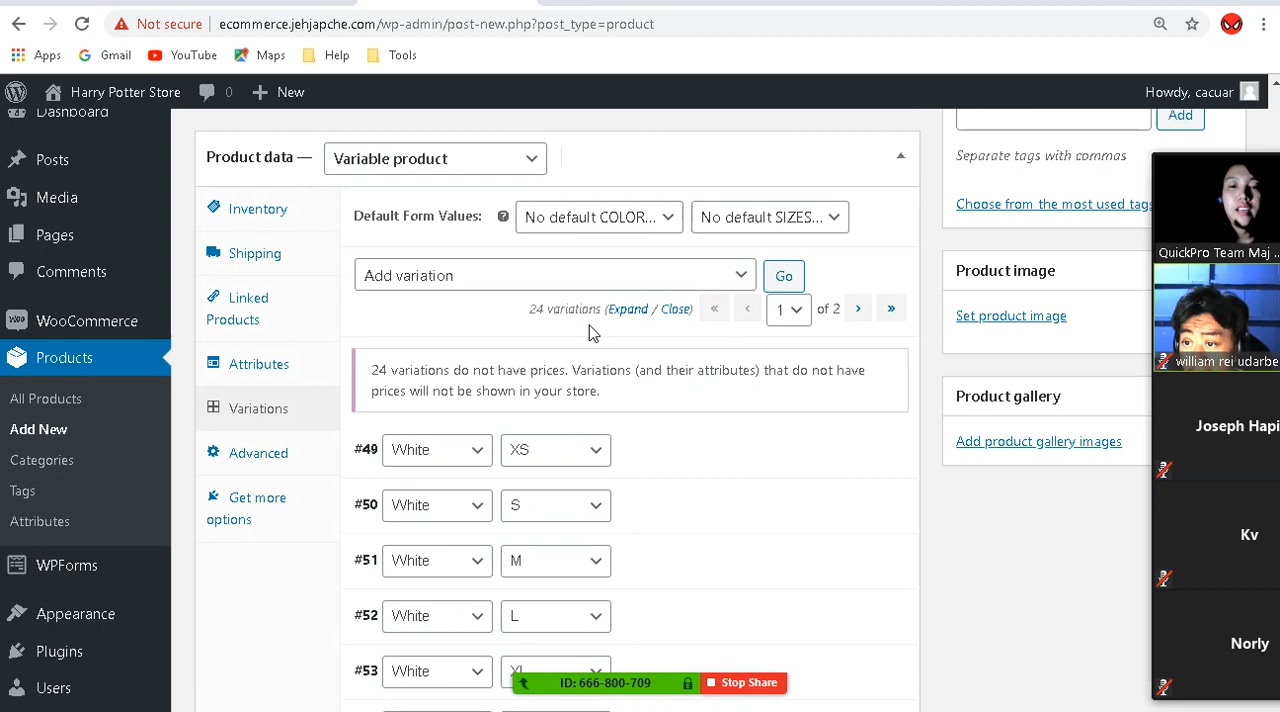 Not secure | ecommerce.jehjapche.com/wp-admin/post-new.php?post_type=product
Apps Gmail YouTube Maps Help Tools
Harry Potter Store 0 New Howdy, cacuar
Dashboard
Posts
Media
Pages
Comments
WooCommerce
Products
All Products
Add New
Categories
Tags
Attributes
WPForms
Appearance
Plugins
Users
Product data — Variable product
Inventory
Shipping
Linked
Products
Attributes
Variations
Advanced
Get more
options
Default Form Values: No default COLOR... No default SIZES...
Add variation Go
24 variations (Expand / Close) « ‹ 1 of 2 › »
24 variations do not have prices. Variations (and their attributes) that do not have
prices will not be shown in your store.
#49 White XS
#50 White S
#51 White M
#52 White L
#53 White XL
ID: 666-800-709 Stop Share
Add
Separate tags with commas
Choose from the most used tags
Product image
Set product image
Product gallery
Add product gallery images
QuickPro Team Maj ...
william rei udarbe
Joseph Hapi
Kv
Norly